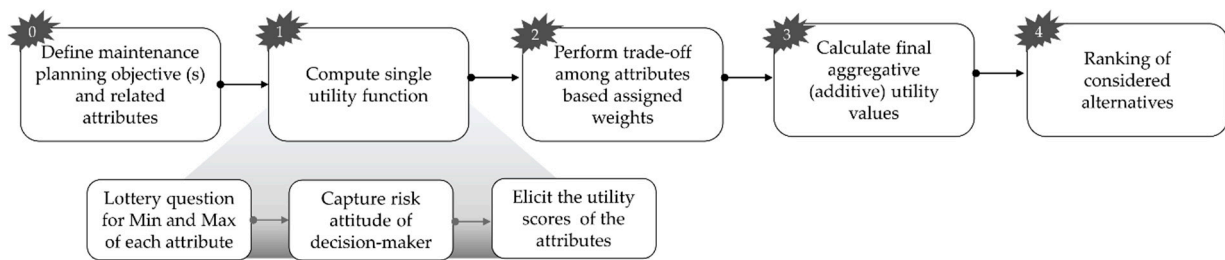 0
Define maintenance
planning objective (s)
and related
attributes
1
Compute single
utility function
2
Perform trade-off
among attributes
based assigned
weights
3
Calculate final
aggregative
(additive) utility
values
4
Ranking of
considered
alternatives
Lottery question
for Min and Max
of each attribute
Capture risk
attitude of
decision-maker
Elicit the utility
scores of the
attributes